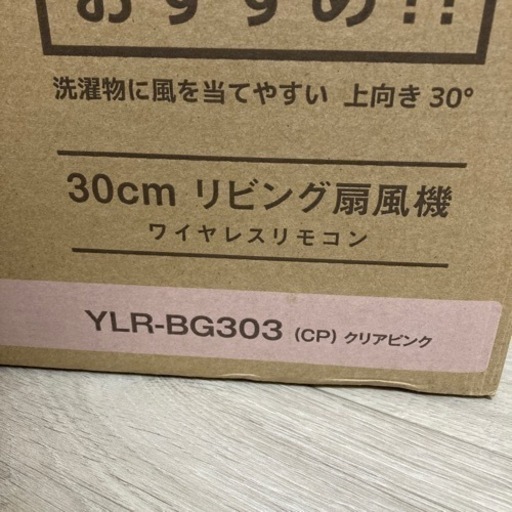 おすすめ!!
洗濯物に風を当てやすい 上向き30°
30cm リビング扇風機
ワイヤレスリモコン
YLR-BG303 (CP) クリアピンク